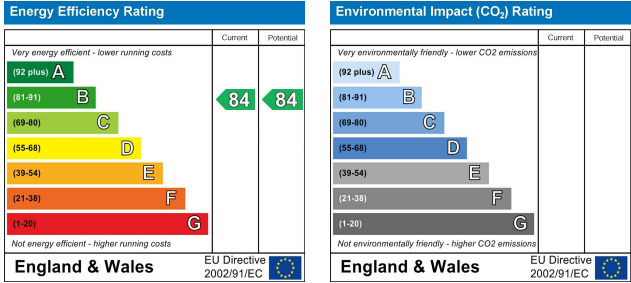 Energy Efficiency Rating
Current Potential
Very energy efficient - lower running costs
(92 plus) A
(81-91) B 84 84
(69-80) C
(55-68) D
(39-54) E
(21-38) F
(1-20) G
Not energy efficient - higher running costs
England & Wales
EU Directive
2002/91/EC
Environmental Impact (CO₂) Rating
Current Potential
Very environmentally friendly - lower CO2 emissions
(92 plus) A
(81-91) B
(69-80) C
(55-68) D
(39-54) E
(21-38) F
(1-20) G
Not environmentally friendly - higher CO2 emissions
England & Wales
EU Directive
2002/91/EC